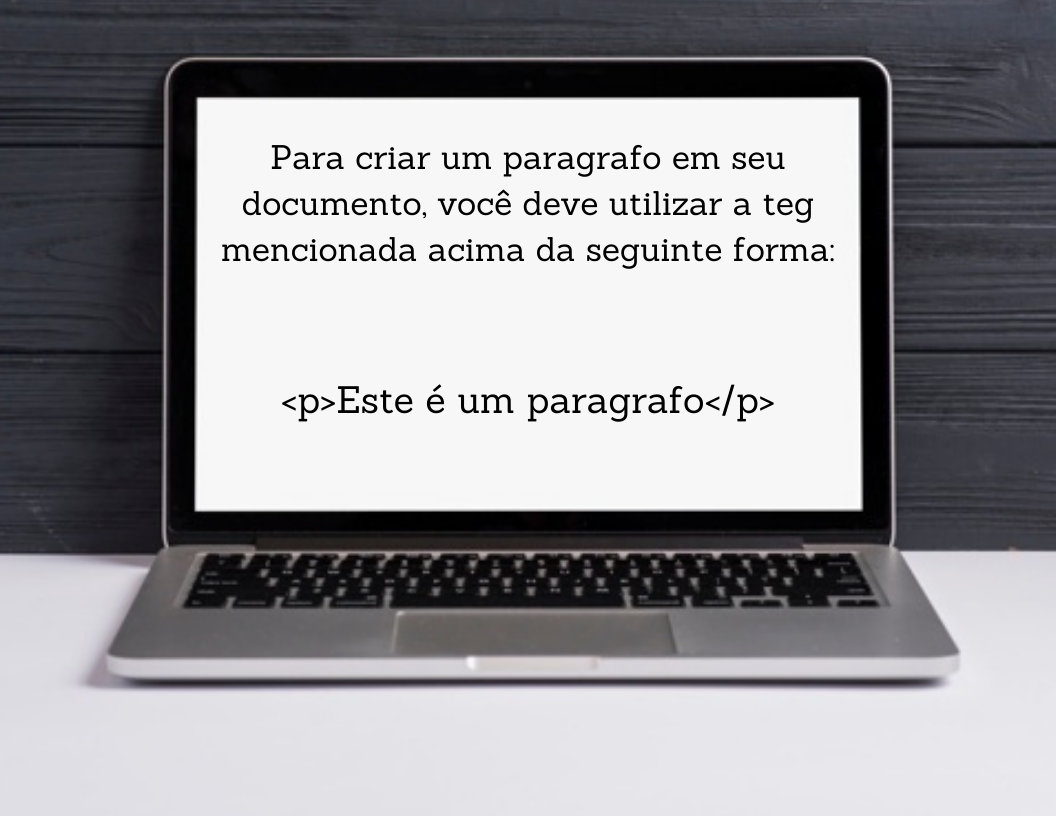 Para criar um paragrafo em seu
documento, você deve utilizar a teg
mencionada acima da seguinte forma:
<p>Este é um paragrafo</p>